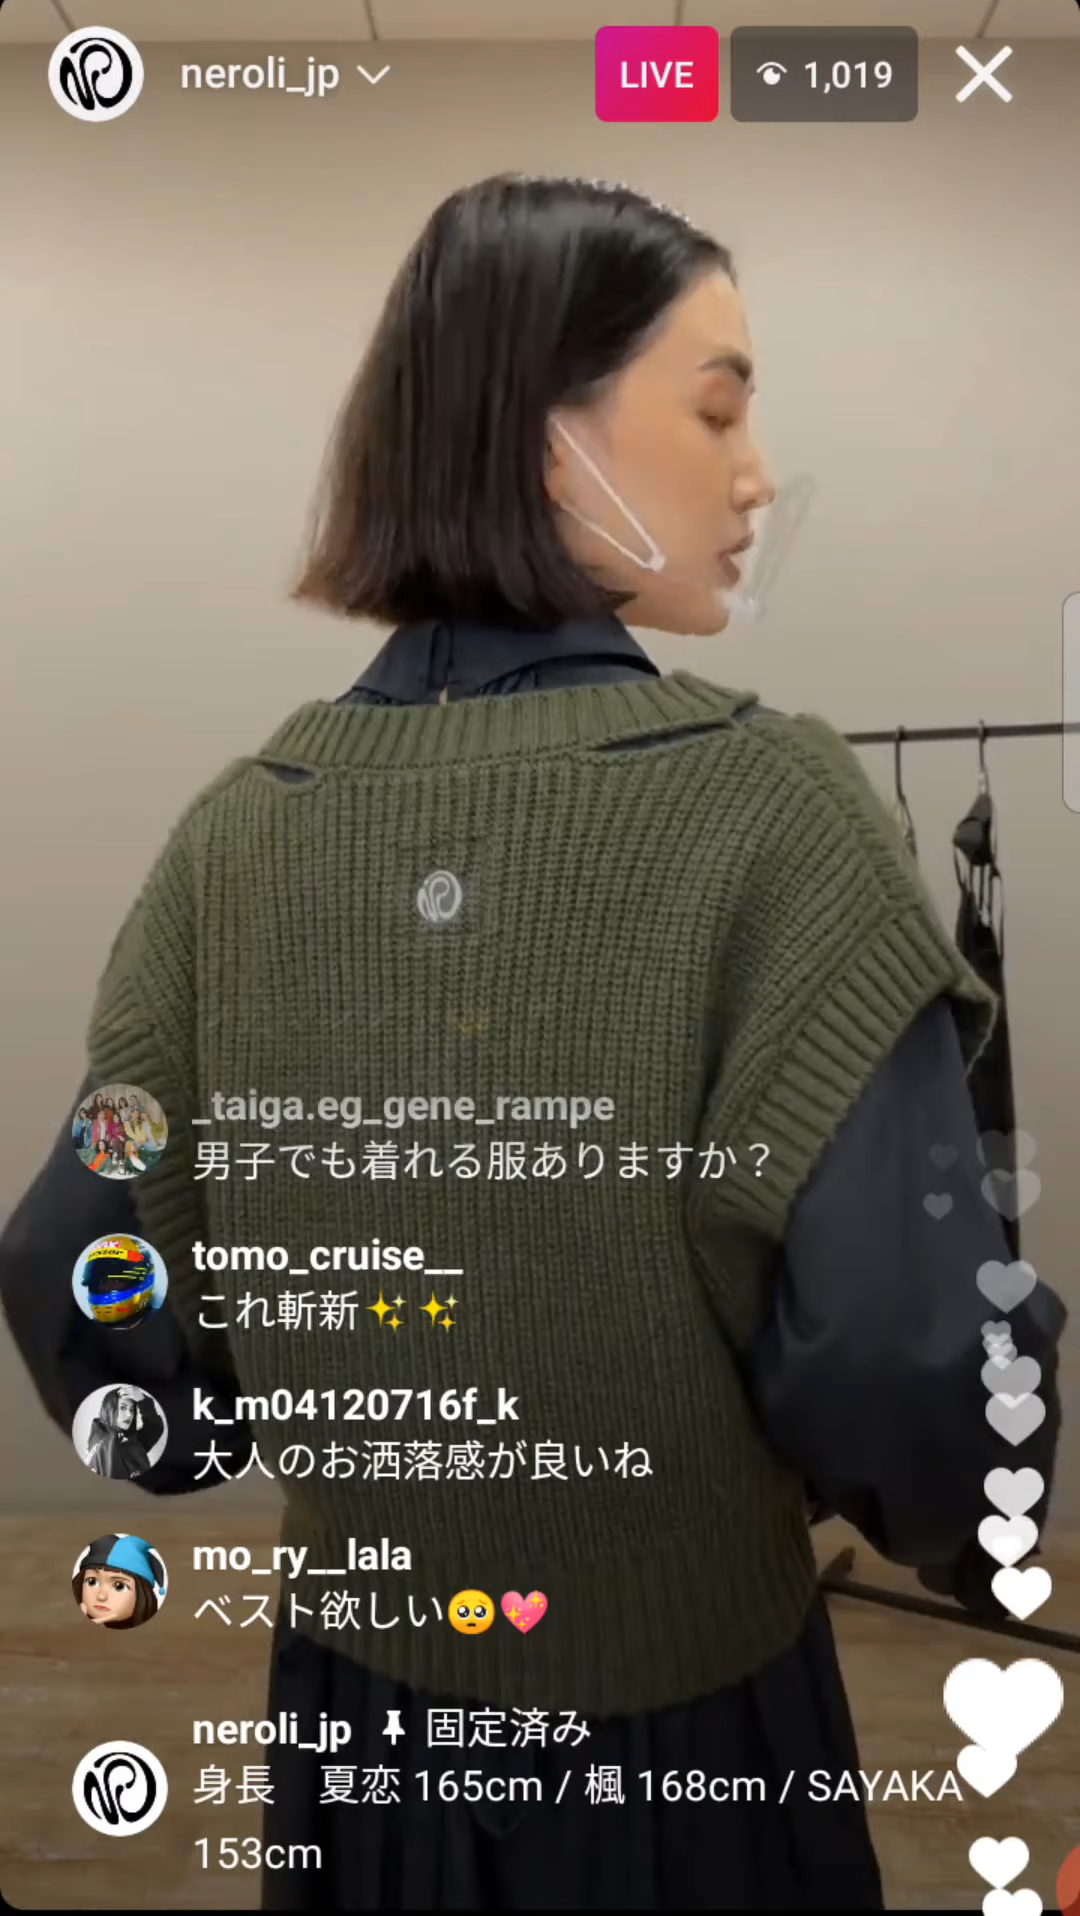 neroli_jp
LIVE
1,019
_taiga.eg_gene_rampe
男子でも着れる服ありますか？
tomo_cruise__
これ斬新✨✨
k_m04120716f_k
大人のお洒落感が良いね
mo_ry__lala
ベスト欲しい🥺💖
neroli_jp 固定済み
身長　夏恋 165cm / 楓 168cm / SAYAKA
153cm